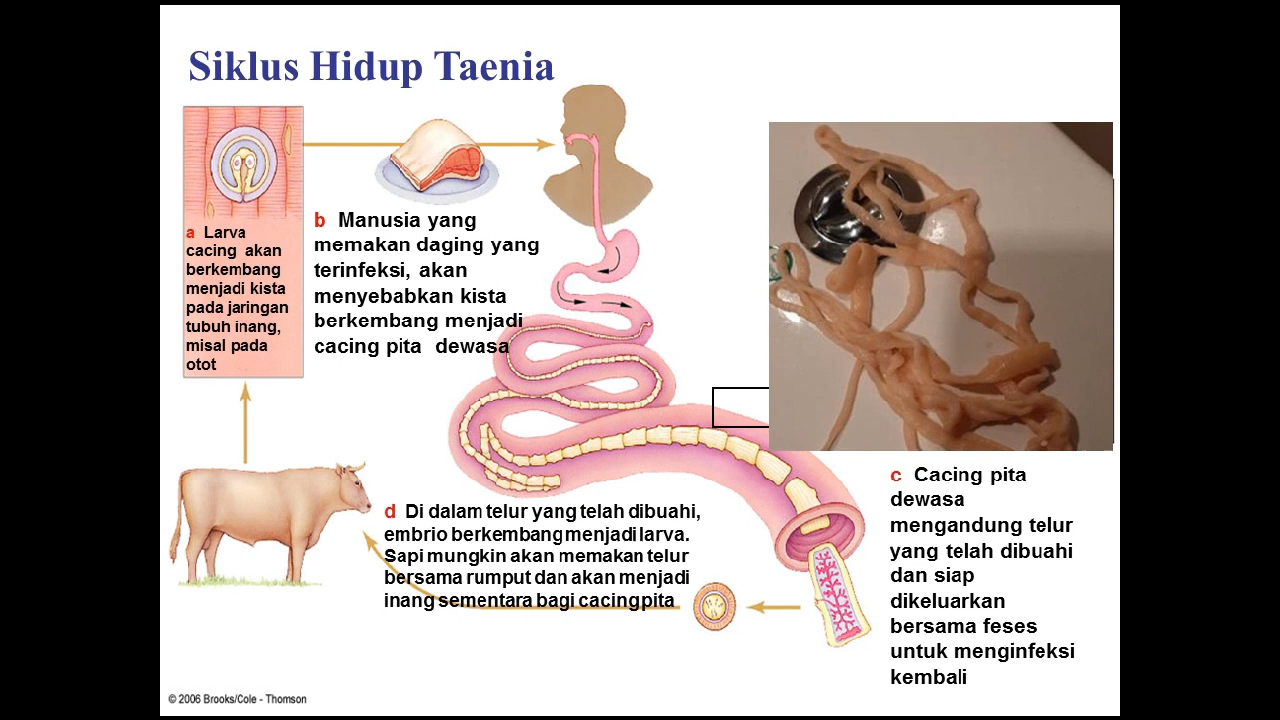 Siklus Hidup Taenia
a Larva
cacing akan
berkembang
menjadi kista
pada jaringan
tubuh inang,
misal pada
otot
b Manusia yang
memakan daging yang
terinfeksi, akan
menyebabkan kista
berkembang menjadi
cacing pita dewasa
c Cacing pita
dewasa
mengandung telur
yang telah dibuahi
dan siap
dikeluarkan
bersama feses
untuk menginfeksi
kembali
d Di dalam telur yang telah dibuahi,
embrio berkembang menjadi larva.
Sapi mungkin akan memakan telur
bersama rumput dan akan menjadi
inang sementara bagi cacing pita
© 2006 Brooks/Cole - Thomson